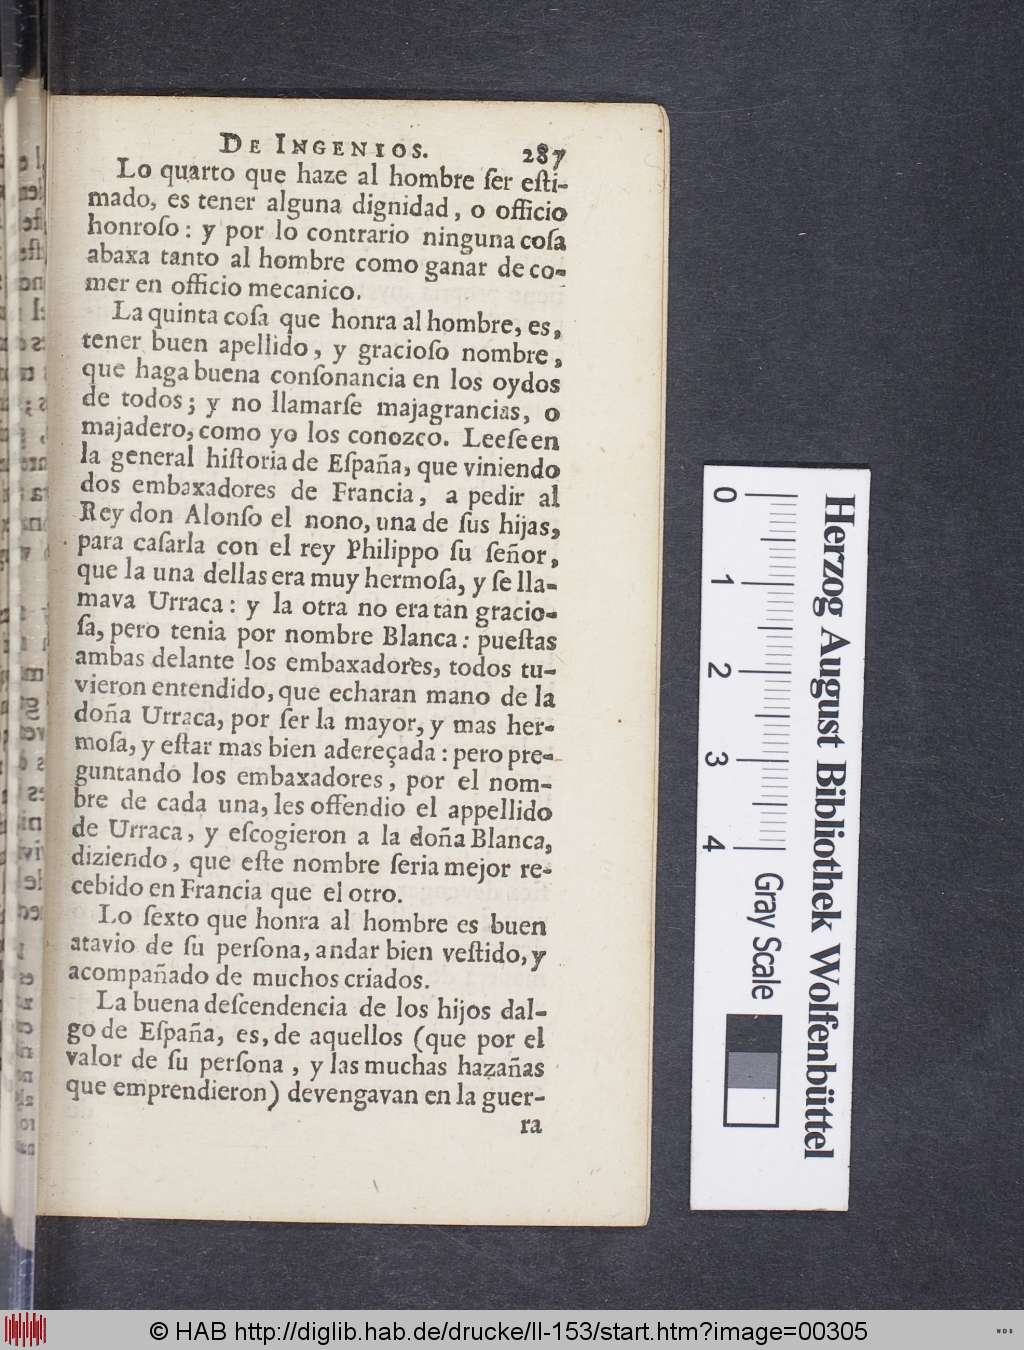 DE INGENIOS. 287
Lo quarto que haze al hombre ſer eſti-
mado, es tener alguna dignidad, o officio
honroſo: y por lo contrario ninguna coſa
abaxa tanto al hombre como ganar de co-
mer en officio mecanico.
La quinta coſa que honra al hombre, es,
tener buen apellido, y gracioſo nombre,
que haga buena conſonancia en los oydos
de todos; y no llamarſe majagrancias, o
majadero, como yo los conozco. Leeſe en
la general hiſtoria de Eſpaña, que viniendo
dos embaxadores de Francia, a pedir al
Rey don Alonſo el nono, una de ſus hijas,
para caſarla con el rey Philippo ſu ſeñor,
que la una dellas era muy hermoſa, y ſe lla-
mava Urraca: y la otra no era tan gracio-
ſa, pero tenia por nombre Blanca: pueſtas
ambas delante los embaxadores, todos tu-
vieron entendido, que echaran mano de la
doña Urraca, por ſer la mayor, y mas her-
moſa, y eſtar mas bien adereçada: pero pre-
guntando los embaxadores, por el nom-
bre de cada una, les offendio el appellido
de Urraca, y eſcogieron a la doña Blanca,
diziendo, que eſte nombre ſeria mejor re-
cebido en Francia que el otro.
Lo ſexto que honra al hombre es buen
atavio de ſu perſona, andar bien veſtido, y
acompañado de muchos criados.
La buena deſcendencia de los hijos dal-
go de Eſpaña, es, de aquellos (que por el
valor de ſu perſona, y las muchas hazañas
que emprendieron) devengavan en la guer-
ra
0
1
2
3
4
Gray Scale
Herzog August Bibliothek Wolfenbüttel
© HAB http://diglib.hab.de/drucke/ll-153/start.htm?image=00305